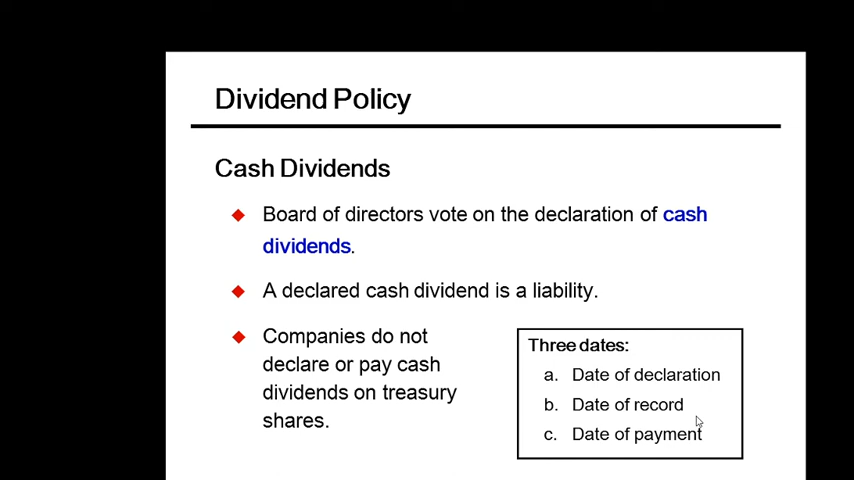 Dividend Policy
Cash Dividends
Board of directors vote on the declaration of cash
dividends.
A declared cash dividend is a liability.
Companies do not
declare or pay cash
dividends on treasury
shares.
Three dates:
a. Date of declaration
b. Date of record
c. Date of payment